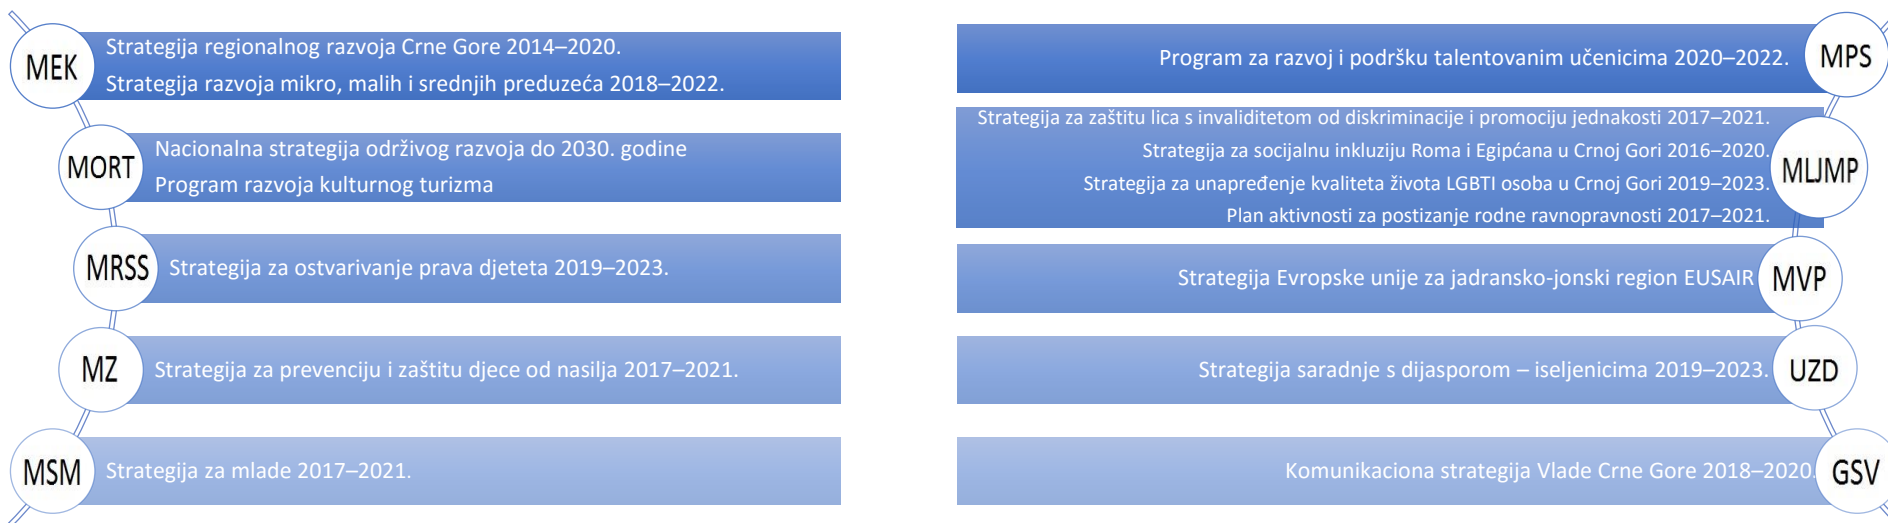 MEK
Strategija regionalnog razvoja Crne Gore 2014–2020.
Strategija razvoja mikro, malih i srednjih preduzeća 2018–2022.
MORT
Nacionalna strategija održivog razvoja do 2030. godine
Program razvoja kulturnog turizma
MRSS
Strategija za ostvarivanje prava djeteta 2019–2023.
MZ
Strategija za prevenciju i zaštitu djece od nasilja 2017–2021.
MSM
Strategija za mlade 2017–2021.
Program za razvoj i podršku talentovanim učenicima 2020–2022.
MPS
Strategija za zaštitu lica s invaliditetom od diskriminacije i promociju jednakosti 2017–2021.
Strategija za socijalnu inkluziju Roma i Egipćana u Crnoj Gori 2016–2020.
Strategija za unapređenje kvaliteta života LGBTI osoba u Crnoj Gori 2019–2023.
Plan aktivnosti za postizanje rodne ravnopravnosti 2017–2021.
MLJMP
Strategija Evropske unije za jadransko-jonski region EUSAIR
MVP
Strategija saradnje s dijasporom – iseljenicima 2019–2023.
UZD
Komunikaciona strategija Vlade Crne Gore 2018–2020.
GSV